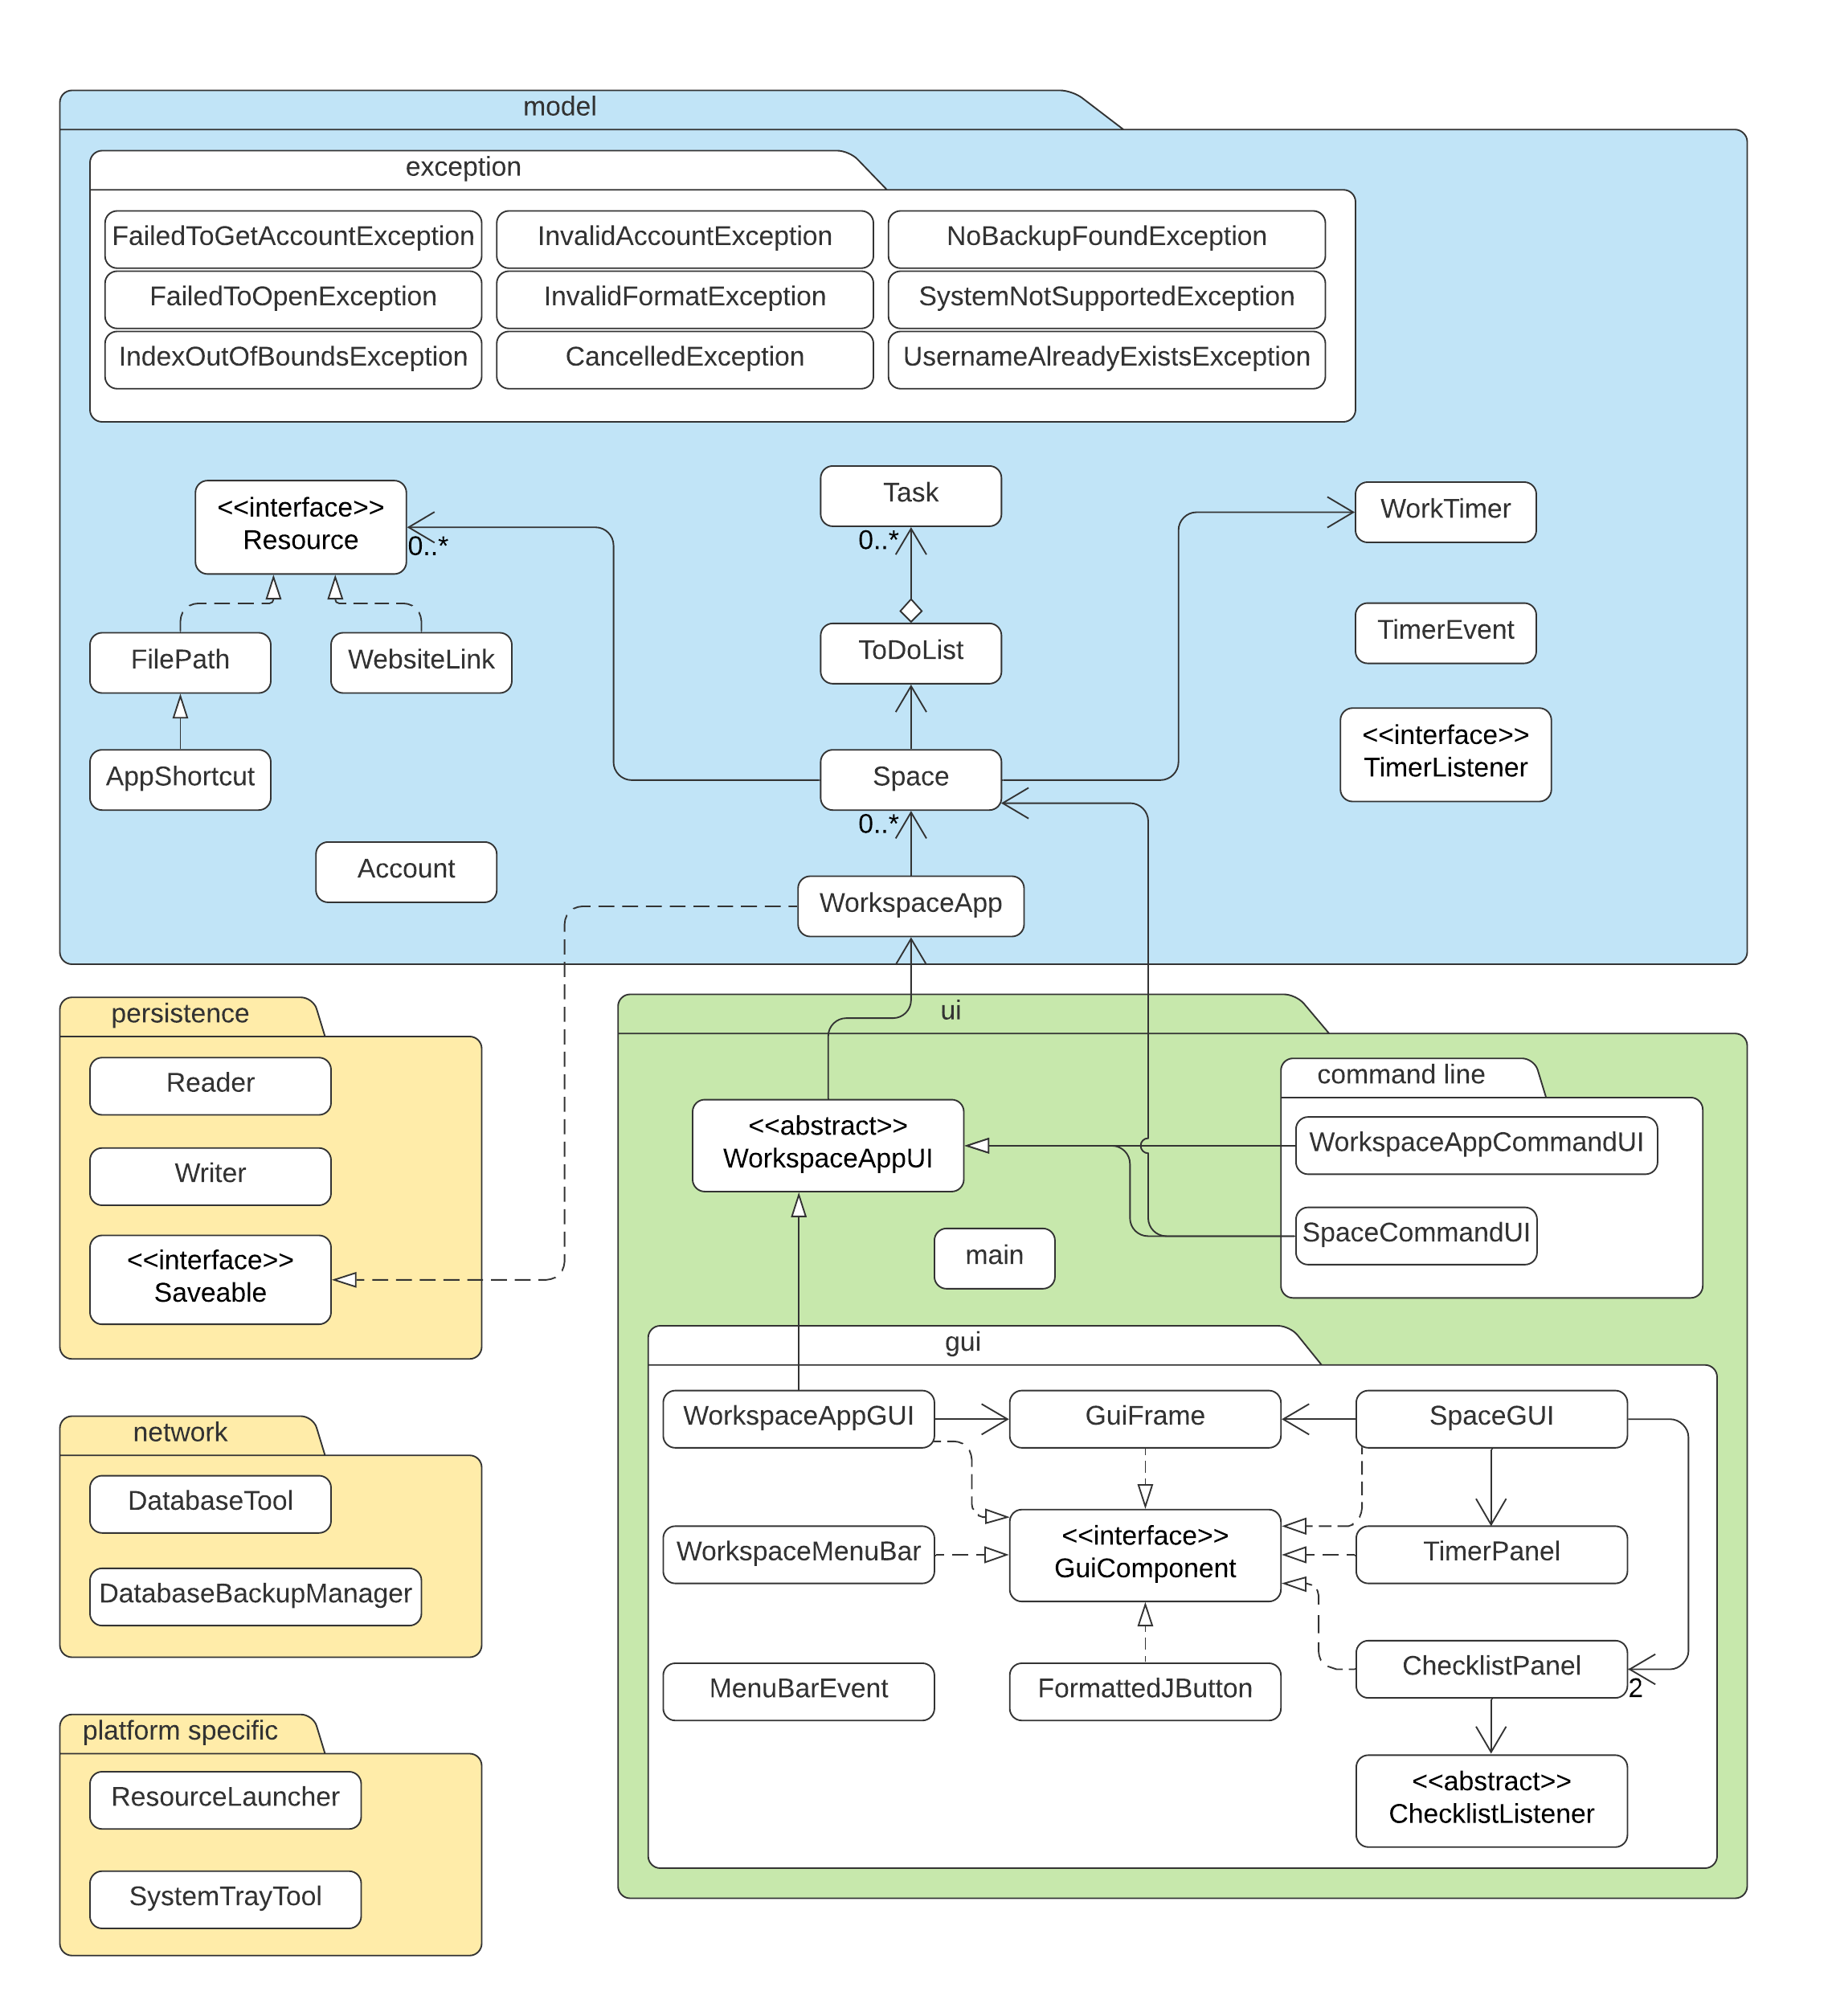 model
exception
FailedToGetAccountException
InvalidAccountException
NoBackupFoundException
FailedToOpenException
InvalidFormatException
SystemNotSupportedException
IndexOutOfBoundsException
CancelledException
UsernameAlreadyExistsException
<<interface>>
Resource
0..*
Task
0..*
WorkTimer
FilePath
WebsiteLink
ToDoList
TimerEvent
AppShortcut
Space
0..*
<<interface>>
TimerListener
Account
WorkspaceApp
persistence
Reader
Writer
<<interface>>
Saveable
ui
command line
<<abstract>>
WorkspaceAppUI
WorkspaceAppCommandUI
SpaceCommandUI
main
gui
WorkspaceAppGUI
GuiFrame
SpaceGUI
WorkspaceMenuBar
<<interface>>
GuiComponent
TimerPanel
MenuBarEvent
FormattedJButton
ChecklistPanel
2
<<abstract>>
ChecklistListener
network
DatabaseTool
DatabaseBackupManager
platform specific
ResourceLauncher
SystemTrayTool